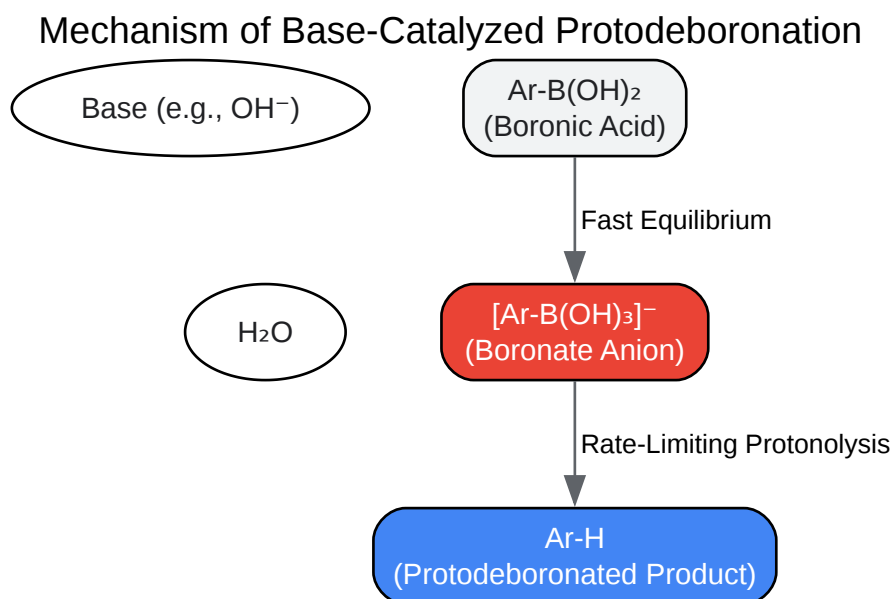 Mechanism of Base-Catalyzed Protodeboronation
Base (e.g., OH⁻)
Ar-B(OH)₂
(Boronic Acid)
Fast Equilibrium
H₂O
[Ar-B(OH)₃]⁻
(Boronate Anion)
Rate-Limiting Protonolysis
Ar-H
(Protodeboronated Product)